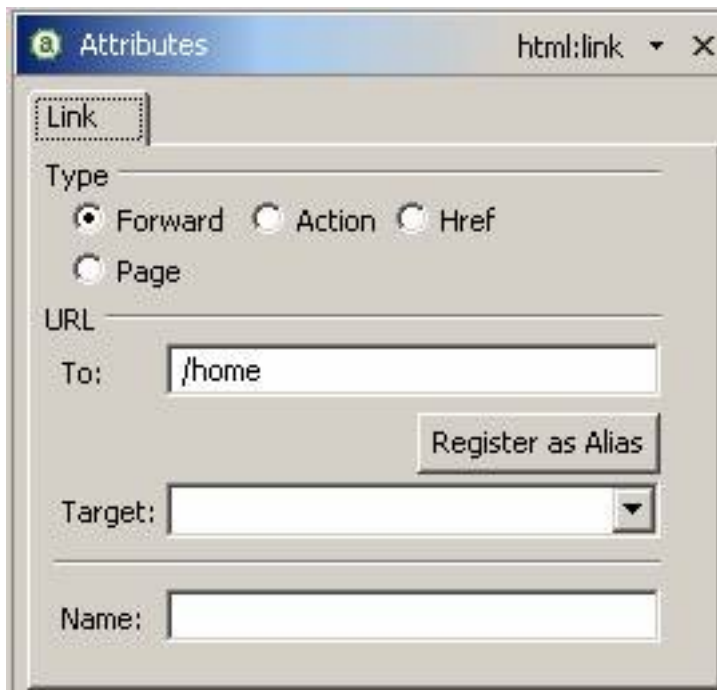 a Attributes html:link
Link
Type
Forward Action Href
Page
URL
To: /home
Register as Alias
Target:
Name: